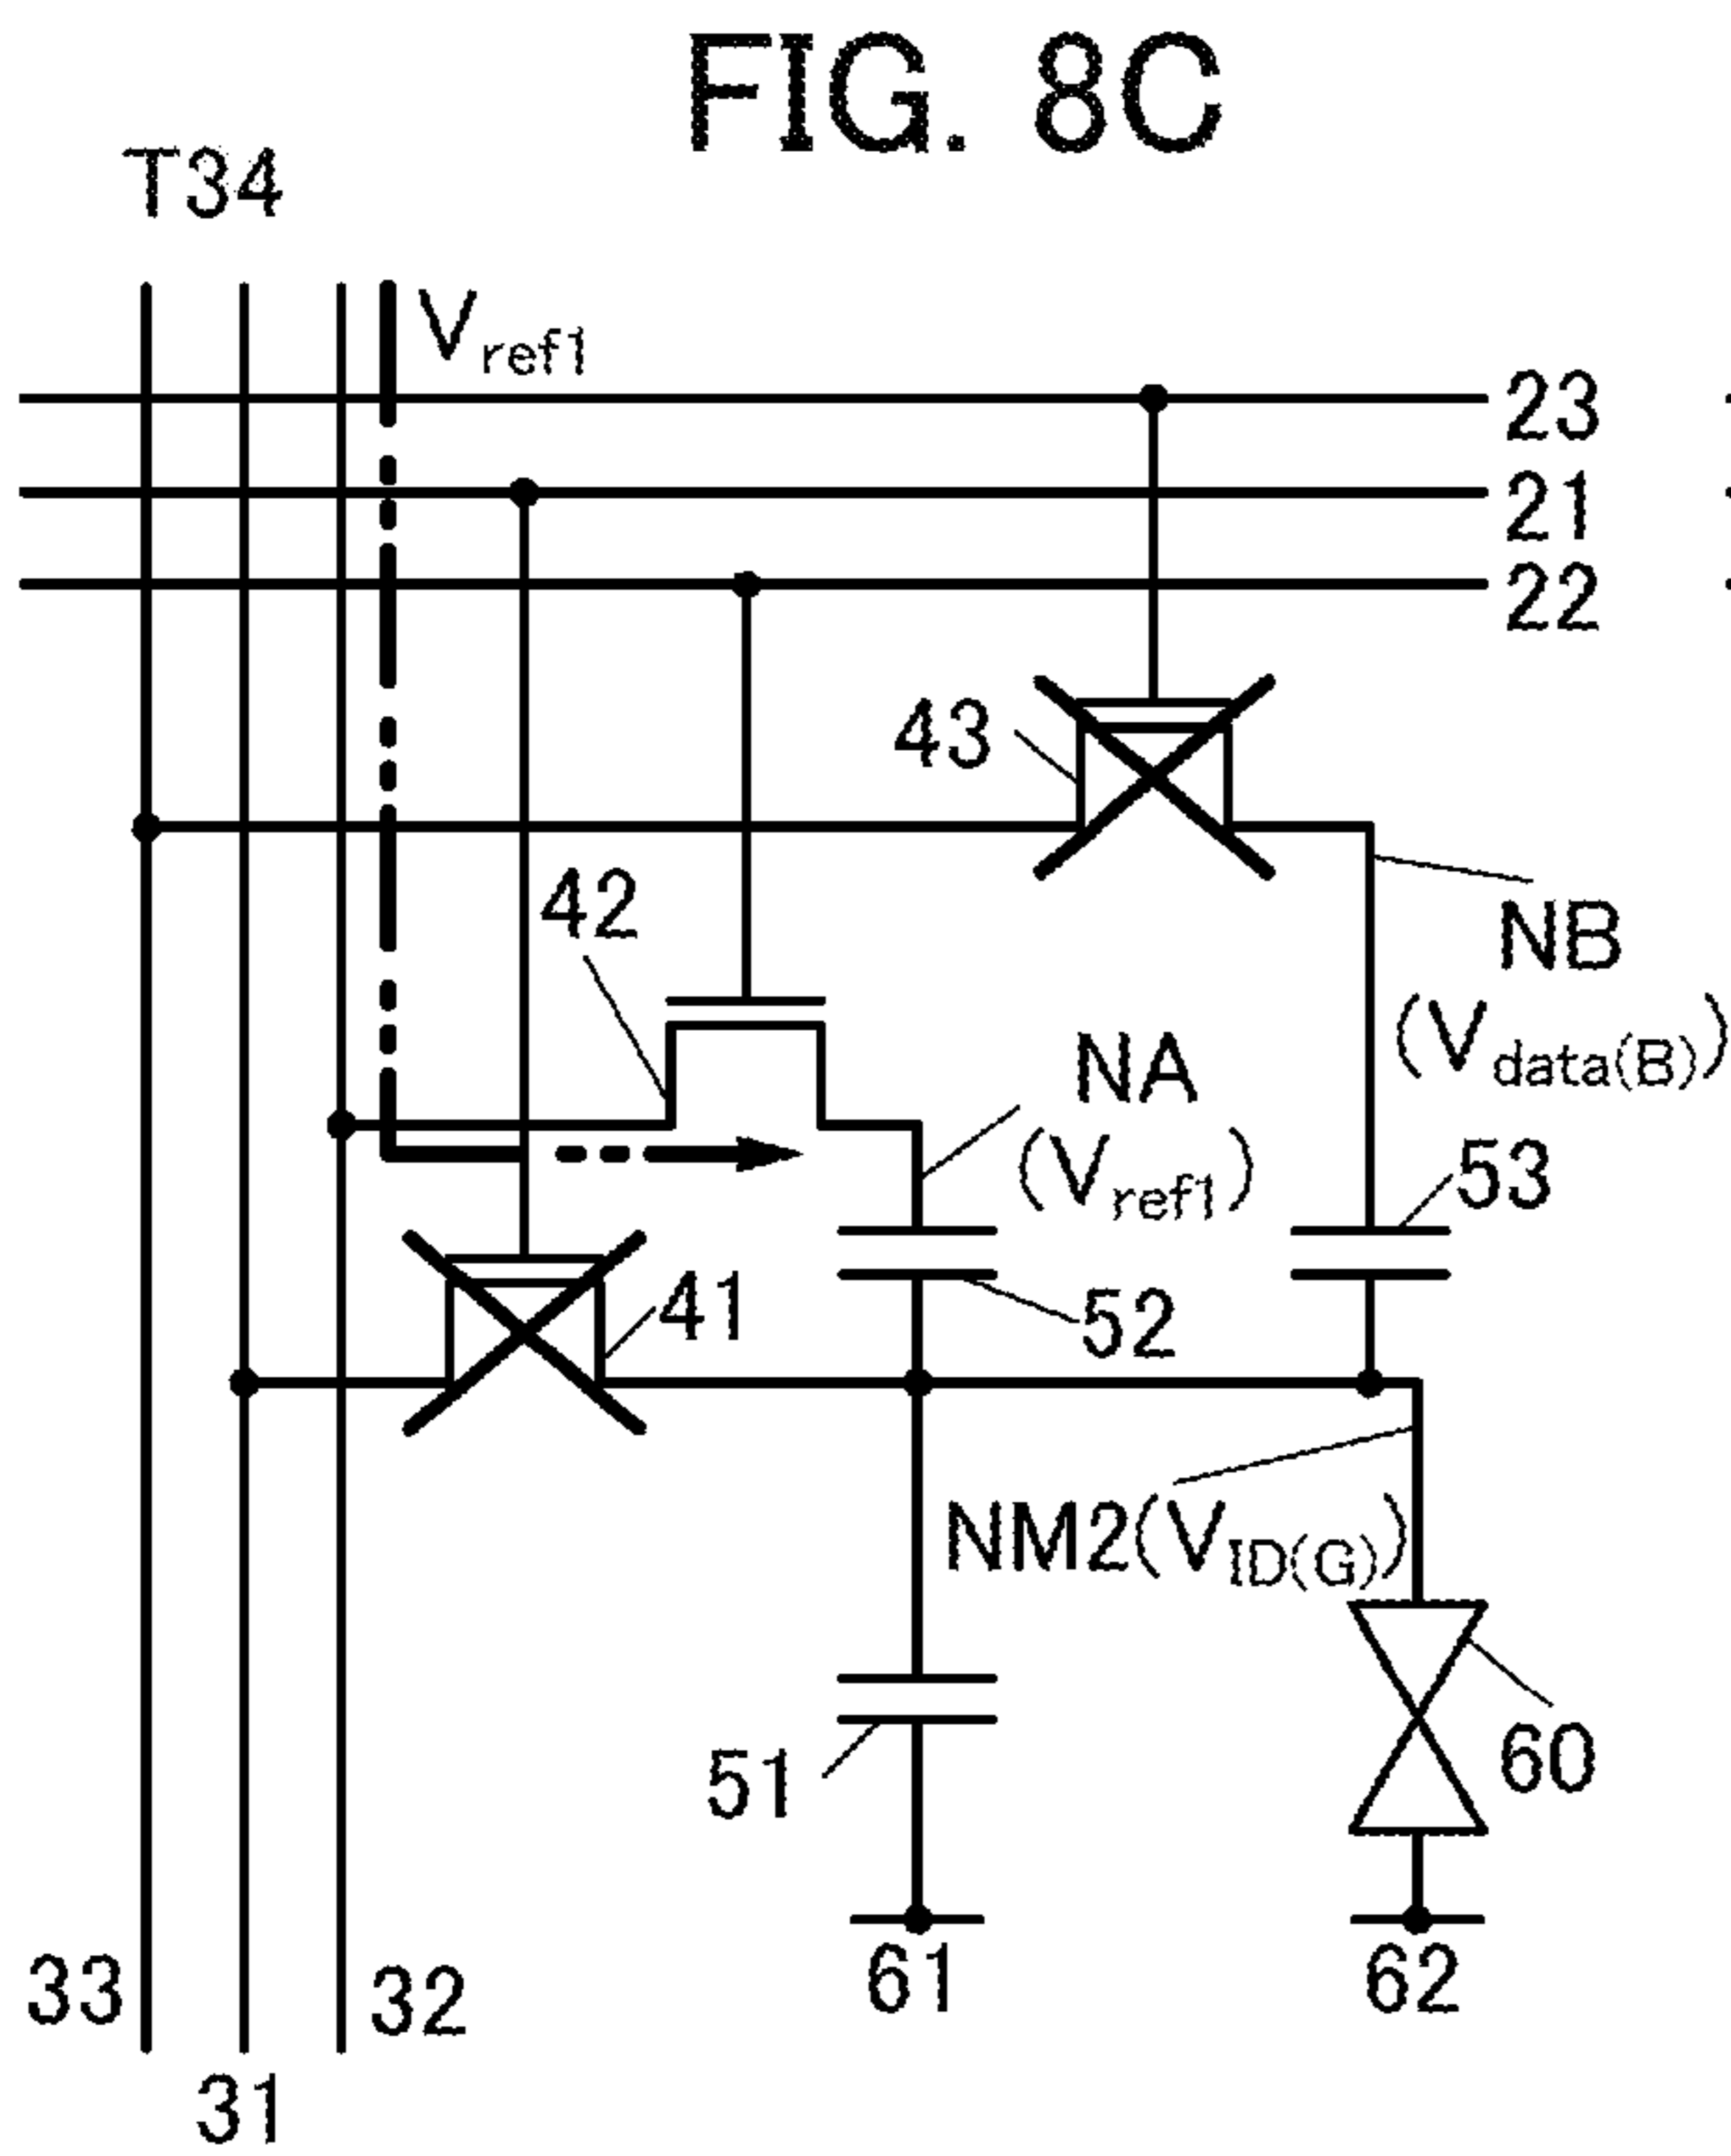 FIG. 8C
T34
Vref1
23
21
22
43
42
NB
(Vdata(B))
NA
(Vref1)
53
41
52
NM2(VID(G))
51
60
61
62
33
32
31